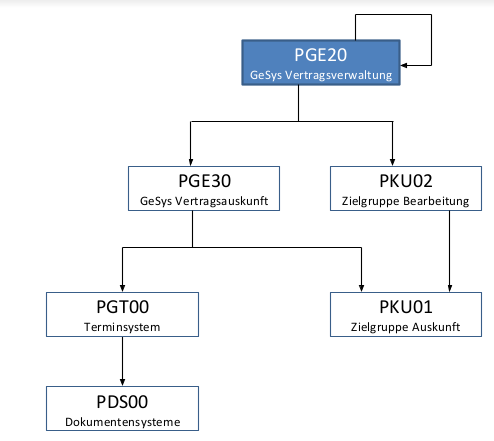 PGE20
GeSys Vertragsverwaltung
PGE30
GeSys Vertragsauskunft
PKU02
Zielgruppe Bearbeitung
PGT00
Terminsystem
PKU01
Zielgruppe Auskunft
PDS00
Dokumentensysteme